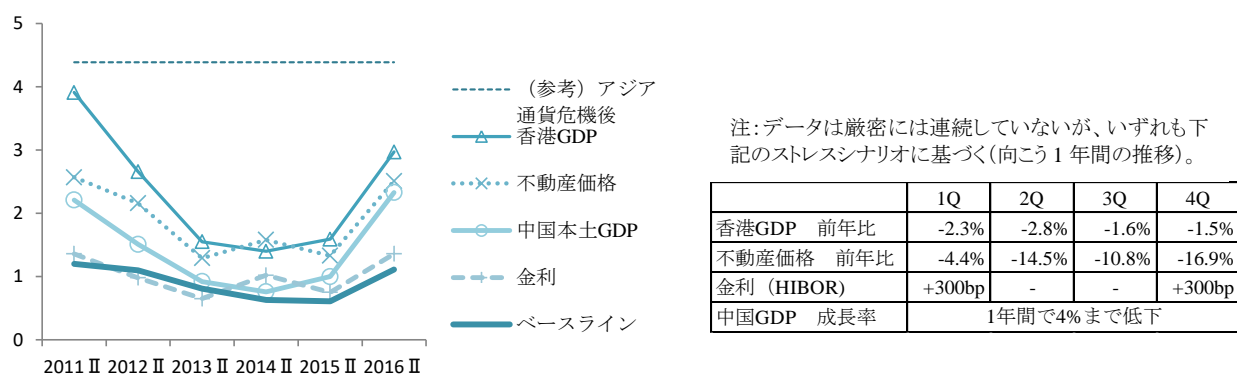 5
4
3
2
1
0
2011Ⅱ 2012Ⅱ 2013Ⅱ 2014Ⅱ 2015Ⅱ 2016Ⅱ
（参考）アジア
通貨危機後
香港GDP
不動産価格
中国本土GDP
金利
ベースライン
注：データは厳密には連続していないが、いずれも下
記のストレスシナリオに基づく（向こう 1 年間の推移）。
1Q 2Q 3Q 4Q
香港GDP　前年比 -2.3% -2.8% -1.6% -1.5%
不動産価格　前年比 -4.4% -14.5% -10.8% -16.9%
金利（HIBOR) +300bp - - +300bp
中国GDP　成長率 1年間で4%まで低下